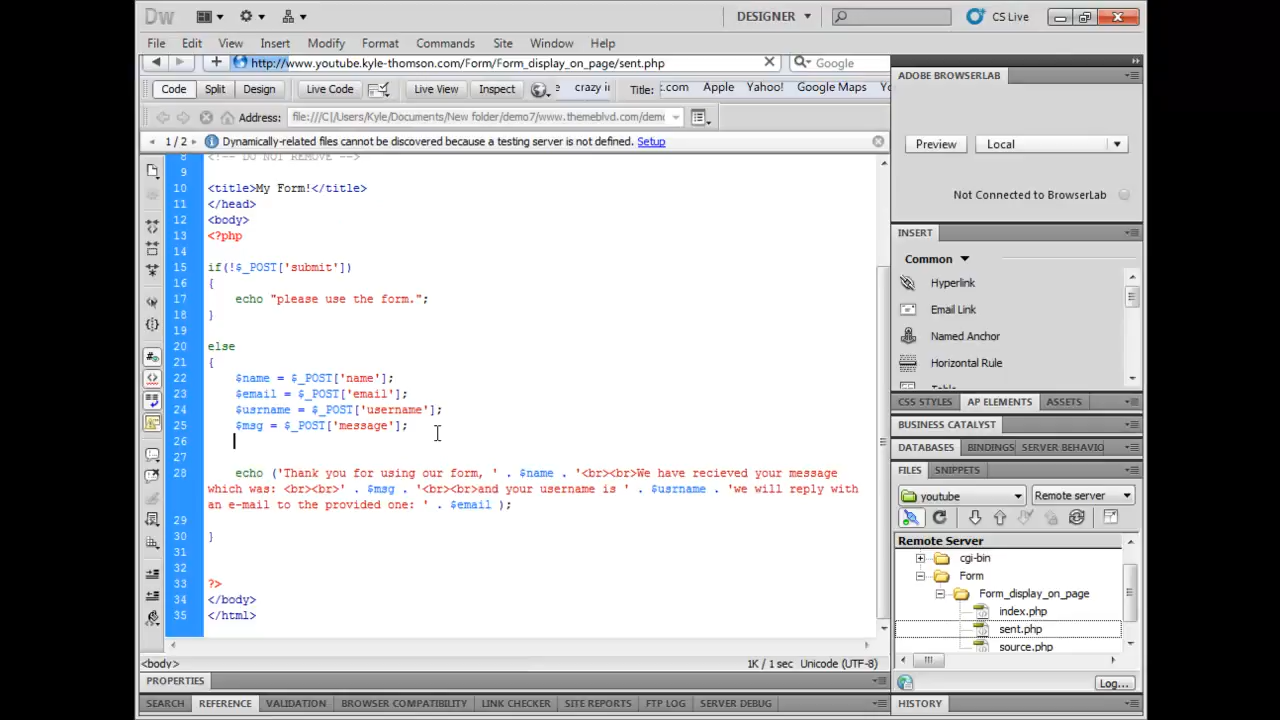 Dw
DESIGNER
CS Live
File Edit View Insert Modify Format Commands Site Window Help
http://www.youtube.kyle-thomson.com/Form/Form_display_on_page/sent.php
Google
Code Split Design Live Code Live View Inspect
crazy i
Title:
.com Apple Yahoo! Google Maps
Address: file:///C|/Users/Kyle/Documents/New folder/demo7/www.themeblvd.com/demo
1 / 2 Dynamically-related files cannot be discovered because a testing server is not defined. Setup
8 <!-- DO NOT REMOVE -->
9
10 <title>My Form!</title>
11 </head>
12 <body>
13 <?php
14
15 if(!$_POST['submit'])
16 {
17 echo "please use the form.";
18 }
19
20 else
21 {
22 $name = $_POST['name'];
23 $email = $_POST['email'];
24 $usrname = $_POST['username'];
25 $msg = $_POST['message'];
26
27
28 echo ('Thank you for using our form, ' . $name . '<br><br>We have recieved your message
which was: <br><br>' . $msg . '<br><br>and your username is ' . $usrname . 'we will reply with
an e-mail to the provided one: ' . $email );
29
30 }
31
32
33 ?>
34 </body>
35 </html>
<body>
1K / 1 sec Unicode (UTF-8)
PROPERTIES
SEARCH REFERENCE VALIDATION BROWSER COMPATIBILITY LINK CHECKER SITE REPORTS FTP LOG SERVER DEBUG
ADOBE BROWSERLAB
Preview Local
Not Connected to BrowserLab
INSERT
Common
Hyperlink
Email Link
Named Anchor
Horizontal Rule
CSS STYLES AP ELEMENTS ASSETS
BUSINESS CATALYST
DATABASES BINDINGS SERVER BEHAVIO
FILES SNIPPETS
youtube Remote server
Remote Server
cgi-bin
Form
Form_display_on_page
index.php
sent.php
source.php
Log...
HISTORY